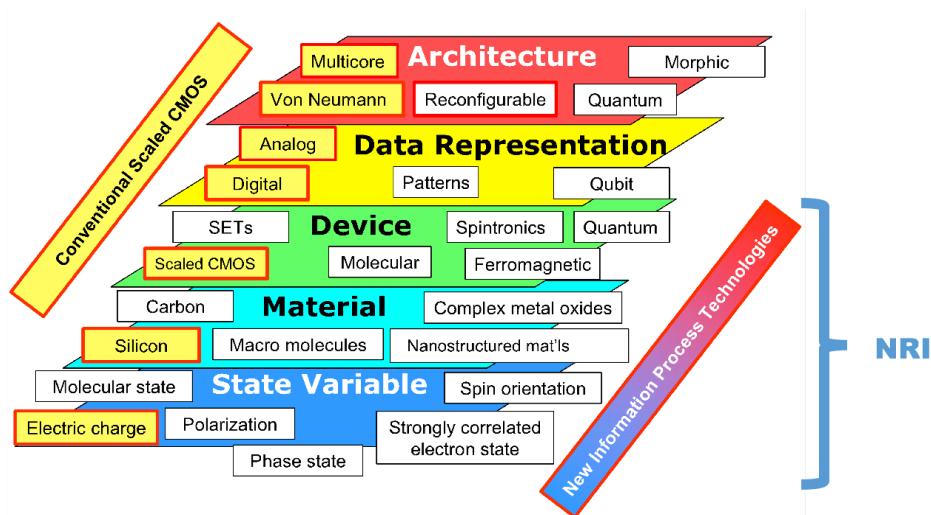 Conventional Scaled CMOS
Architecture
Multicore
Morphic
Von Neumann
Reconfigurable
Quantum
Analog
Data Representation
Digital
Patterns
Qubit
SETs
Device
Spintronics
Quantum
Scaled CMOS
Molecular
Ferromagnetic
Carbon
Material
Complex metal oxides
Silicon
Macro molecules
Nanostructured mat'ls
Molecular state
State Variable
Spin orientation
Electric charge
Polarization
Strongly correlated
electron state
Phase state
New Information Process Technologies
NRI